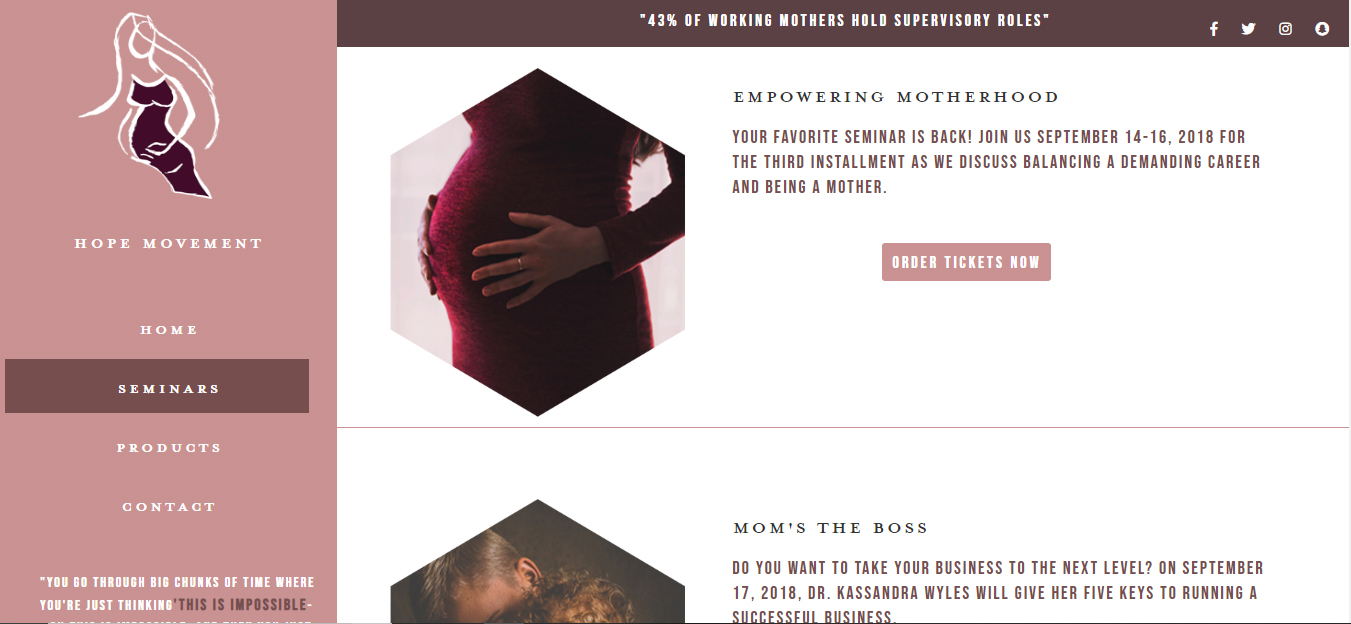 "43% OF WORKING MOTHERS HOLD SUPERVISORY ROLES"
HOPE MOVEMENT
HOME
SEMINARS
PRODUCTS
CONTACT
"YOU GO THROUGH BIG CHUNKS OF TIME WHERE
YOU'RE JUST THINKING'THIS IS IMPOSSIBLE-
EMPOWERING MOTHERHOOD
YOUR FAVORITE SEMINAR IS BACK! JOIN US SEPTEMBER 14-16, 2018 FOR
THE THIRD INSTALLMENT AS WE DISCUSS BALANCING A DEMANDING CAREER
AND BEING A MOTHER.
ORDER TICKETS NOW
MOM'S THE BOSS
DO YOU WANT TO TAKE YOUR BUSINESS TO THE NEXT LEVEL? ON SEPTEMBER
17, 2018, DR. KASSANDRA WYLES WILL GIVE HER FIVE KEYS TO RUNNING A
SUCCESSFUL BUSINESS.